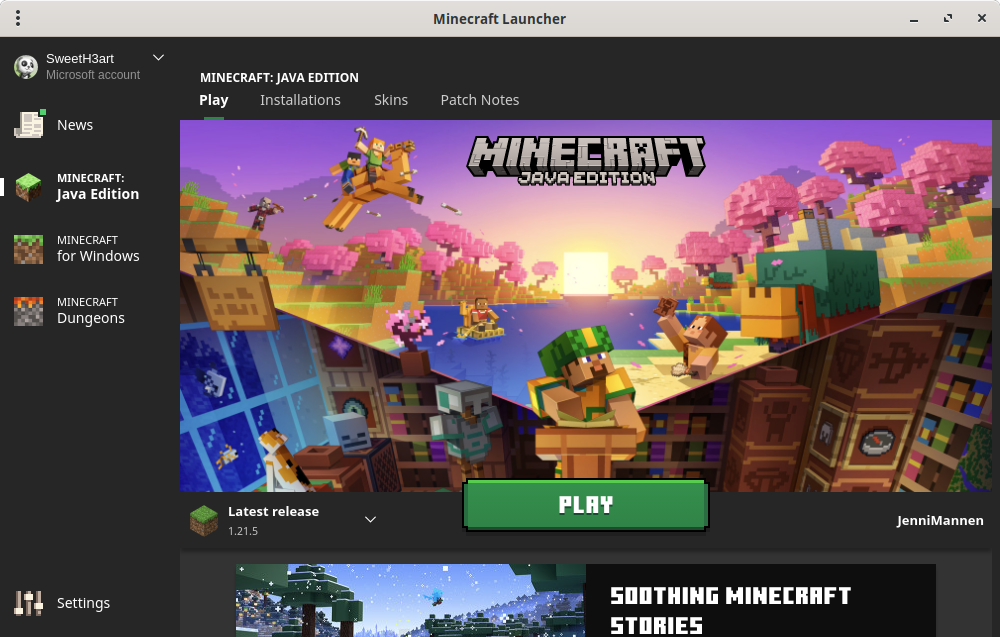 Minecraft Launcher
SweetH3art
Microsoft account
News
MINECRAFT:
Java Edition
MINECRAFT
for Windows
MINECRAFT
Dungeons
Settings
MINECRAFT: JAVA EDITION
Play
Installations
Skins
Patch Notes
MINECRAFT
JAVA EDITION
Latest release
1.21.5
PLAY
JenniMannen
SOOTHING MINECRAFT
STORIES